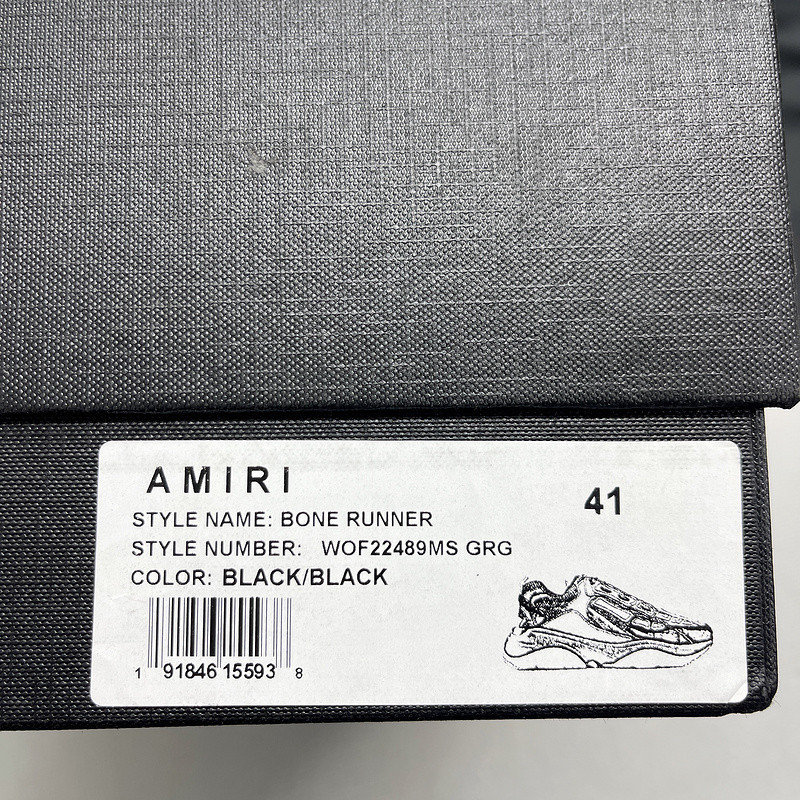 AMIRI
41
STYLE NAME: BONE RUNNER
STYLE NUMBER: WOF22489MS GRG
COLOR: BLACK/BLACK
1 91846 15593 8